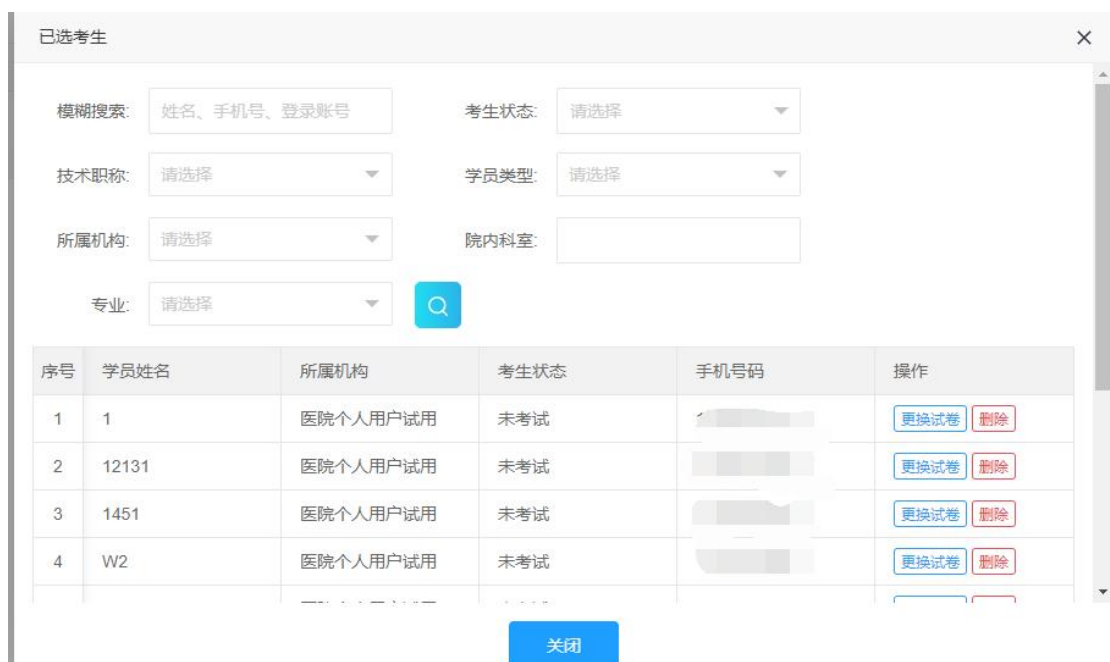 已选考生
模糊搜索: 姓名、手机号、登录账号 考生状态: 请选择
技术职称: 请选择 学员类型: 请选择
所属机构: 请选择 院内科室:
专业: 请选择
序号 学员姓名 所属机构 考生状态 手机号码 操作
1 1 医院个人用户试用 未考试 更换试卷 删除
2 12131 医院个人用户试用 未考试 更换试卷 删除
3 1451 医院个人用户试用 未考试 更换试卷 删除
4 W2 医院个人用户试用 未考试 更换试卷 删除
关闭